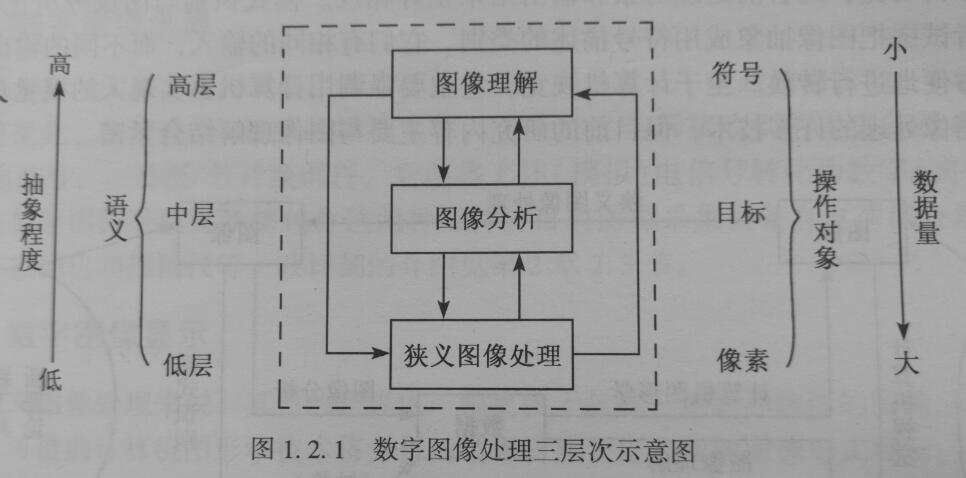 高 高层 图像理解 符号 小
抽象程度 语义 中层 图像分析 目标 操作对象 数据量
低 低层 狭义图像处理 像素 大
图 1.2.1 数字图像处理三层次示意图